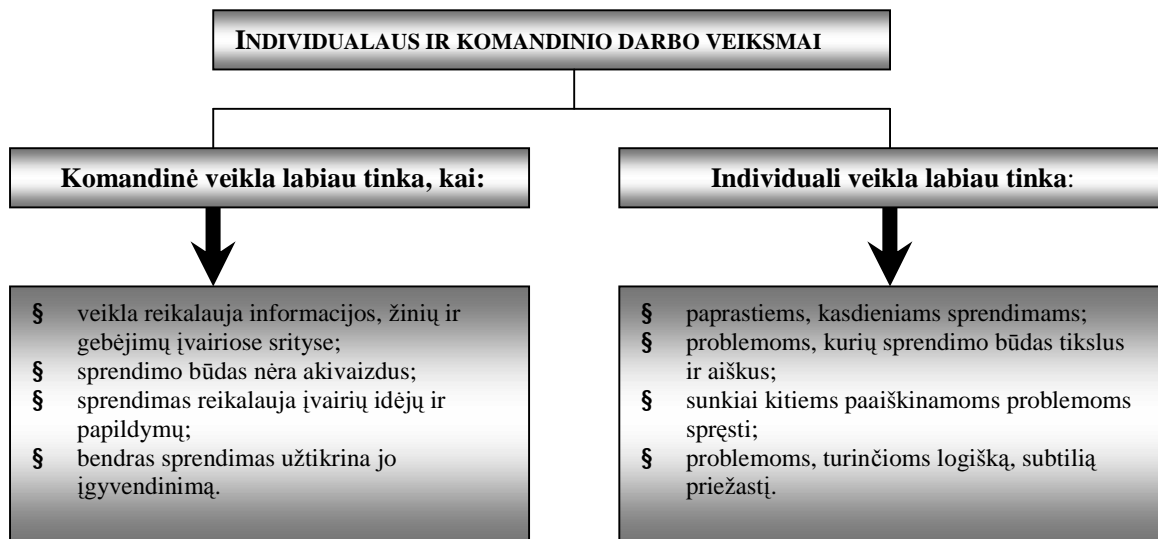 INDIVIDUALAUS IR KOMANDINIO DARBO VEIKSMAI
Komandinė veikla labiau tinka, kai:
§ veikla reikalauja informacijos, žinių ir
gebėjimų įvairiose srityse;
§ sprendimo būdas nėra akivaizdus;
§ sprendimas reikalauja įvairių idėjų ir
papildymų;
§ bendras sprendimas užtikrina jo
įgyvendinimą.
Individuali veikla labiau tinka:
§ paprastiems, kasdieniams sprendimams;
§ problemoms, kurių sprendimo būdas tikslus
ir aiškus;
§ sunkiai kitiems paaiškinamoms problemoms
spręsti;
§ problemoms, turinčioms logišką, subtilią
priežastį.